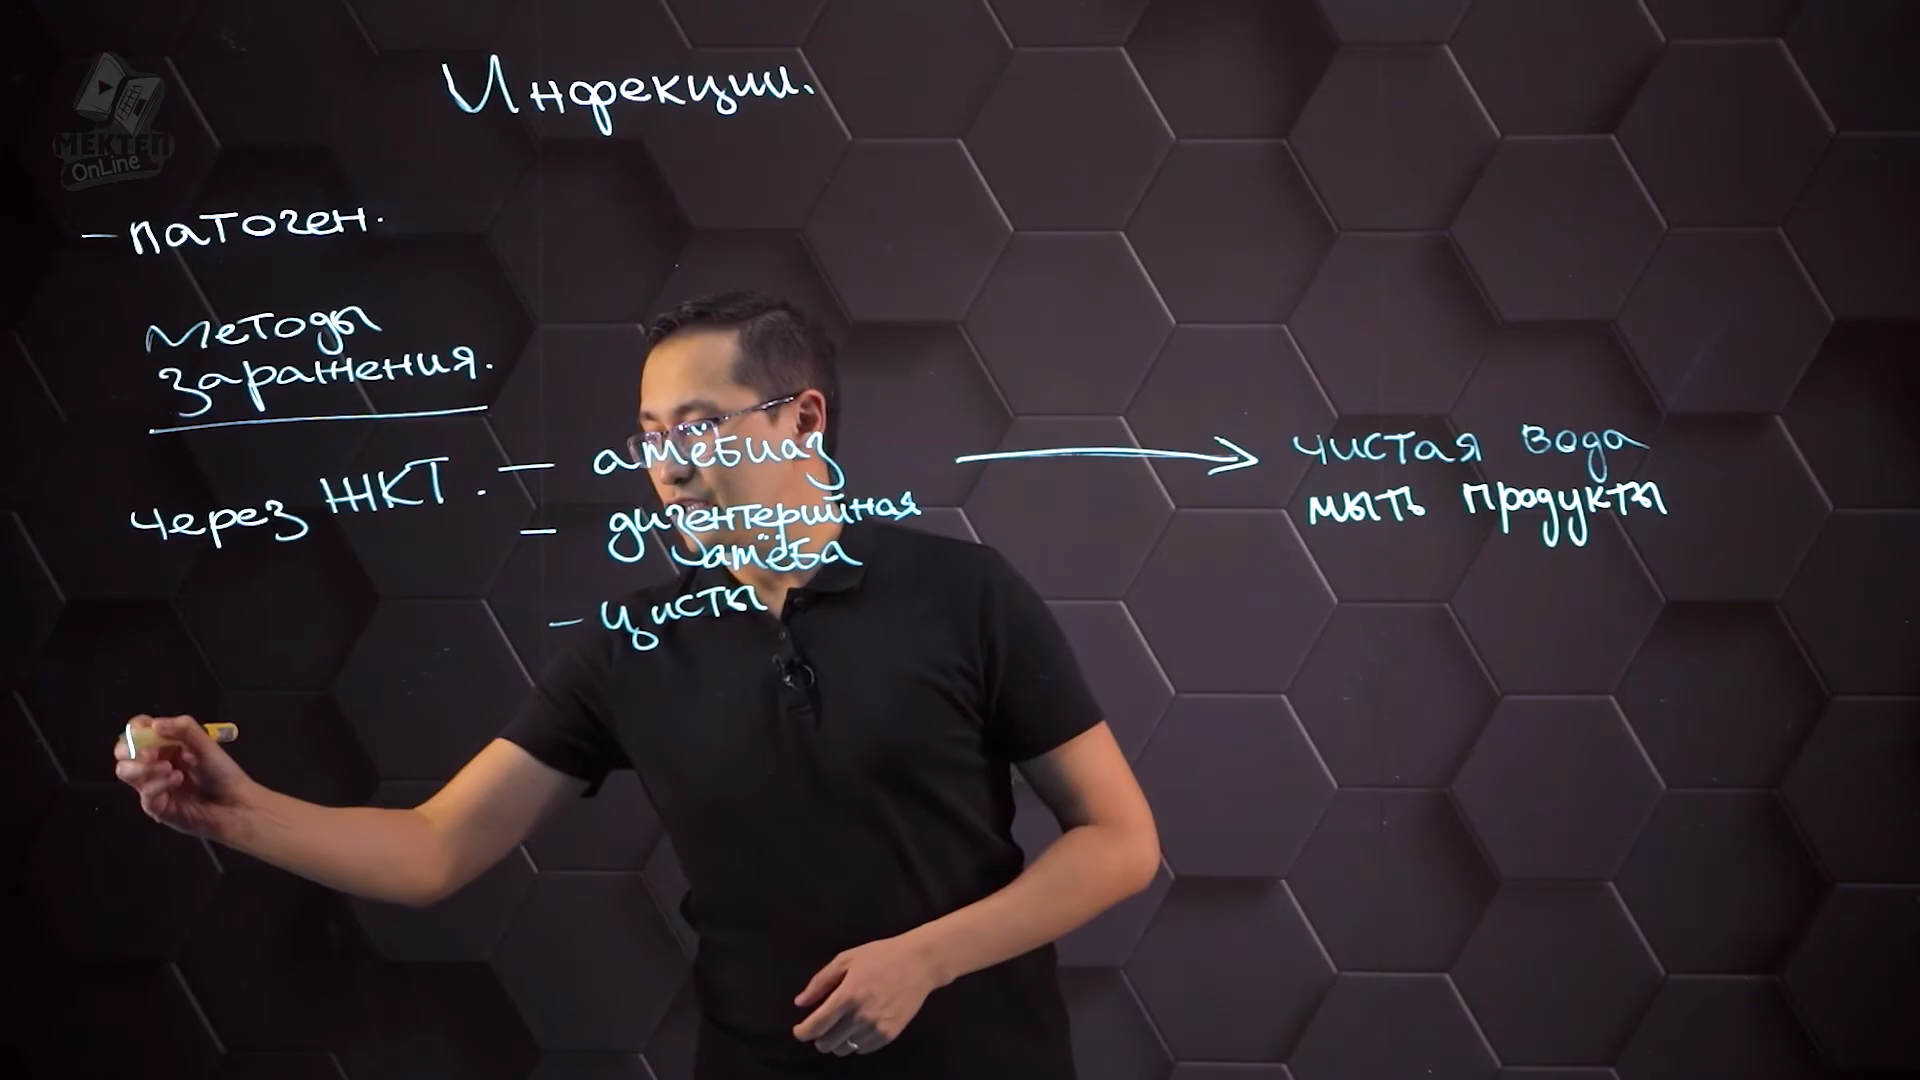 Инфекции.
МЕКТЕП
OnLine
- патоген.
Методы
заражения.
через ЖКТ. - амёбиаз → чистая вода
мыть продукты
- дизентерийная
амёба
- цисты